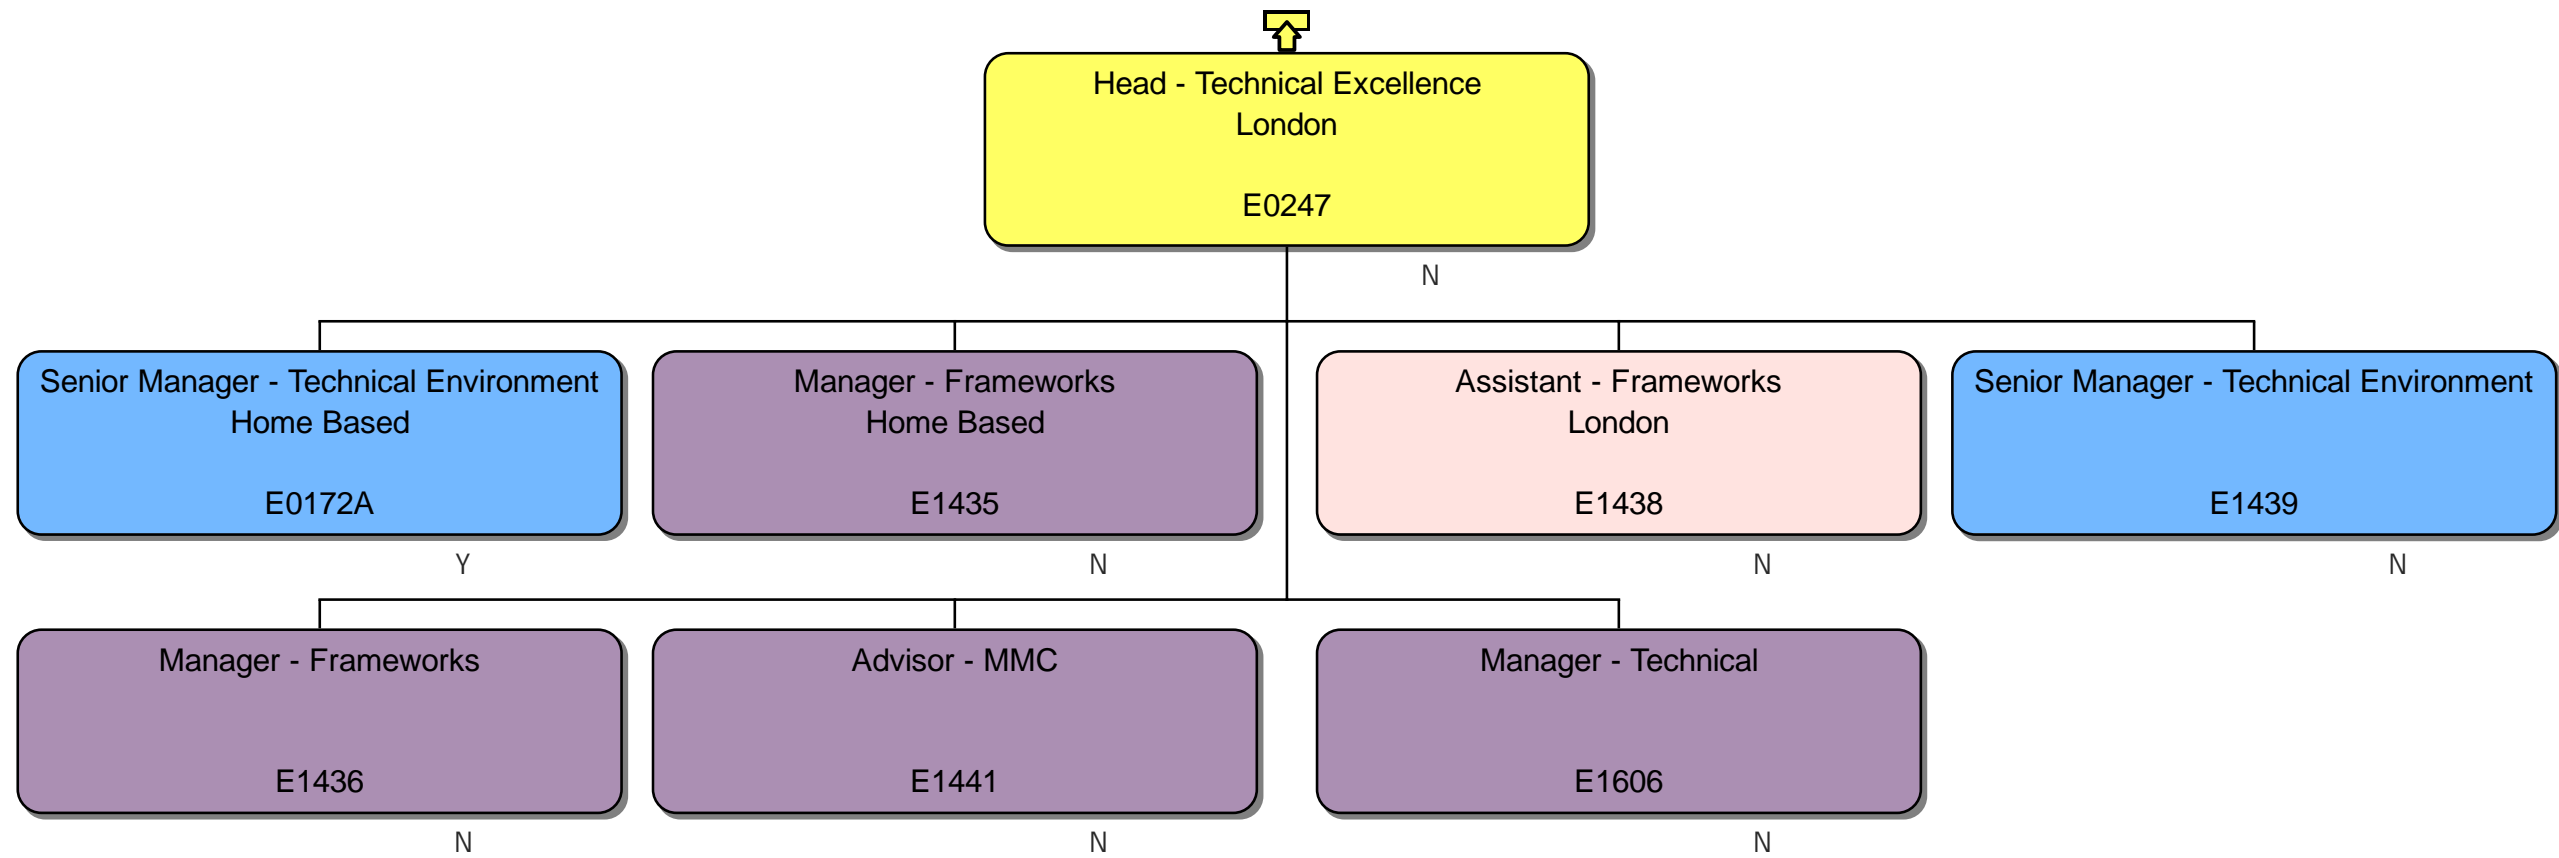 Head - Technical Excellence
London
E0247
N
Senior Manager - Technical Environment
Home Based
E0172A
Y
Manager - Frameworks
Home Based
E1435
N
Assistant - Frameworks
London
E1438
N
Senior Manager - Technical Environment
E1439
N
Manager - Frameworks
E1436
N
Advisor - MMC
E1441
N
Manager - Technical
E1606
N